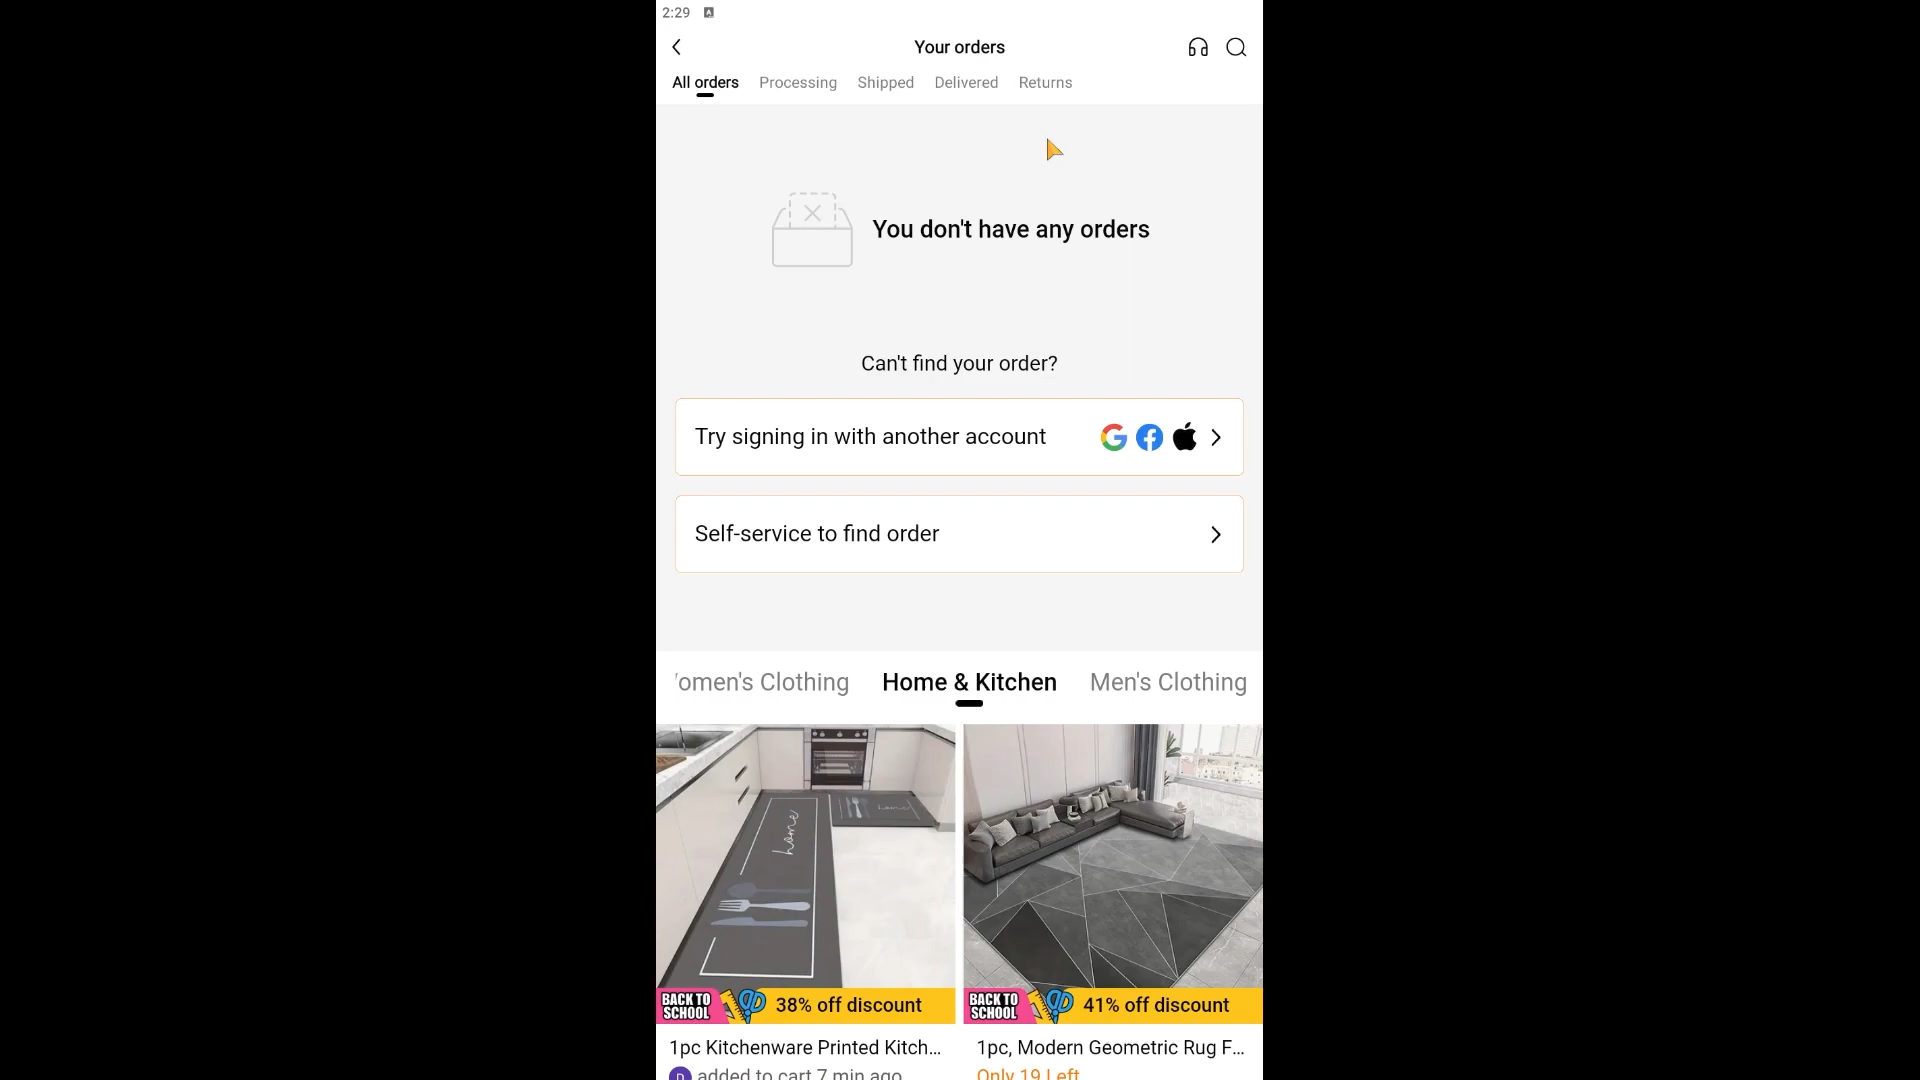 2:29
Your orders
All orders Processing Shipped Delivered Returns
You don't have any orders
Can't find your order?
Try signing in with another account
Self-service to find order
omen's Clothing Home & Kitchen Men's Clothing
home
home
BACK TO SCHOOL 38% off discount
BACK TO SCHOOL 41% off discount
1pc Kitchenware Printed Kitch...
1pc, Modern Geometric Rug F...
D added to cart 7 min ago
Only 19 Left